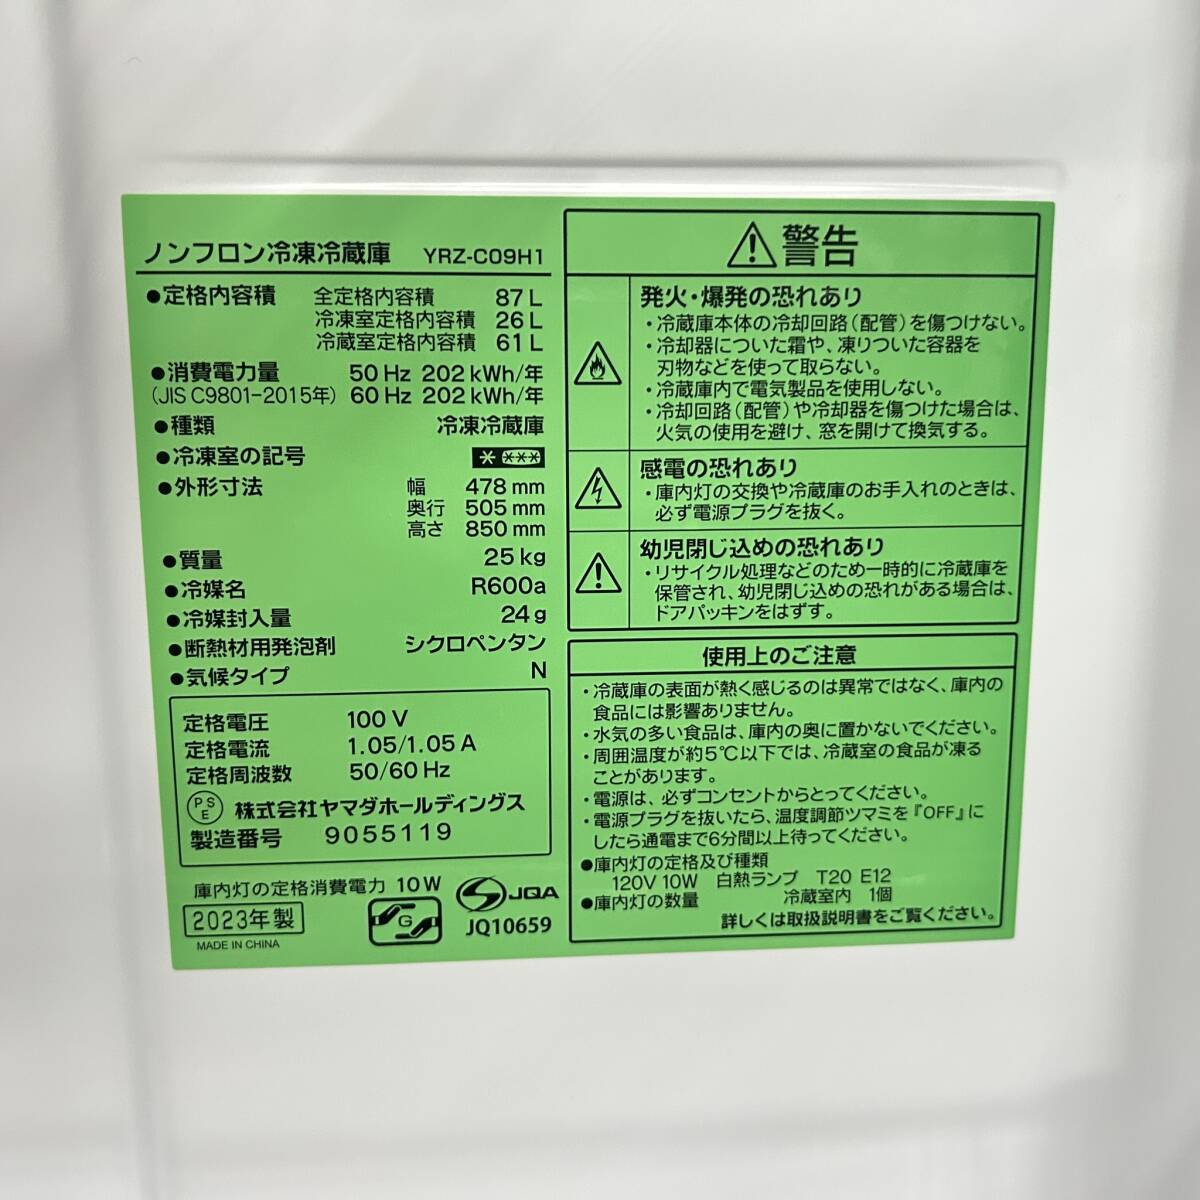 ノンフロン冷凍冷蔵庫 YRZ-C09H1
●定格内容積 全定格内容積 87 L
冷凍室定格内容積 26 L
冷蔵室定格内容積 61 L
●消費電力量 50 Hz 202 kWh/年
(JIS C9801-2015年) 60 Hz 202 kWh/年
●種類 冷凍冷蔵庫
●冷凍室の記号
●外形寸法 幅 478 mm
奥行 505 mm
高さ 850 mm
●質量 25 kg
●冷媒名 R600a
●冷媒封入量 24 g
●断熱材用発泡剤 シクロペンタン
●気候タイプ N
定格電圧 100 V
定格電流 1.05/1.05 A
定格周波数 50/60 Hz
PSE 株式会社ヤマダホールディングス
製造番号 9055119
庫内灯の定格消費電力 10 W
2023年製
MADE IN CHINA
G
JQA
JQ10659
⚠警告
発火・爆発の恐れあり
・冷蔵庫本体の冷却回路(配管)を傷つけない。
・冷却器についた霜や、凍りついた容器を
刃物などを使って取らない。
・冷蔵庫内で電気製品を使用しない。
・冷却回路(配管)や冷却器を傷つけた場合は、
火気の使用を避け、窓を開けて換気する。
感電の恐れあり
・庫内灯の交換や冷蔵庫のお手入れのときは、
必ず電源プラグを抜く。
幼児閉じ込めの恐れあり
・リサイクル処理などのため一時的に冷蔵庫を
保管され、幼児閉じ込めの恐れがある場合は、
ドアパッキンをはずす。
使用上のご注意
・冷蔵庫の表面が熱く感じるのは異常ではなく、庫内の
食品には影響ありません。
・水気の多い食品は、庫内の奥に置かないでください。
・周囲温度が約5℃以下では、冷蔵室の食品が凍る
ことがあります。
・電源は、必ずコンセントからとってください。
・電源プラグを抜いたら、温度調節ツマミを『OFF』に
したら通電まで6分間以上待ってください。
●庫内灯の定格及び種類
120V 10W 白熱ランプ T20 E12
●庫内灯の数量 冷蔵室内 1個
詳しくは取扱説明書をご覧ください。